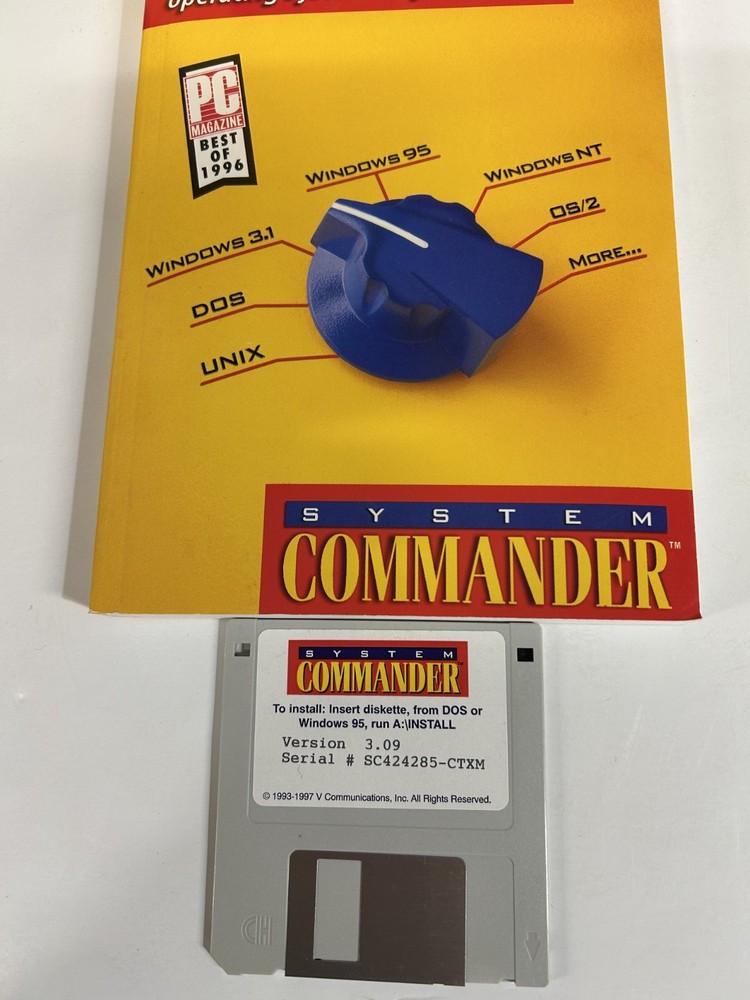 PC
MAGAZINE
BEST
OF
1996
WINDOWS 95
WINDOWS NT
OS/2
MORE...
WINDOWS 3.1
DOS
UNIX
SYSTEM
COMMANDER™
SYSTEM
COMMANDER™
To install: Insert diskette, from DOS or
Windows 95, run A:\INSTALL
Version 3.09
Serial # SC424285-CTXM
© 1993-1997 V Communications, Inc. All Rights Reserved.